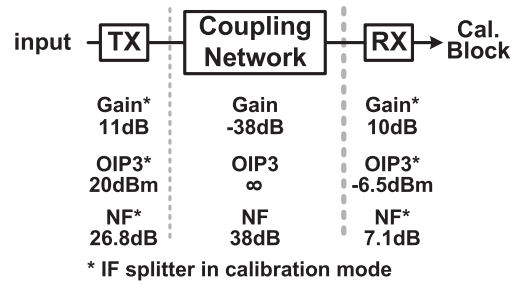 input TX Coupling Network RX Cal. Block
Gain* Gain Gain*
11dB -38dB 10dB
OIP3* OIP3 OIP3*
20dBm ∞ -6.5dBm
NF* NF NF*
26.8dB 38dB 7.1dB
* IF splitter in calibration mode